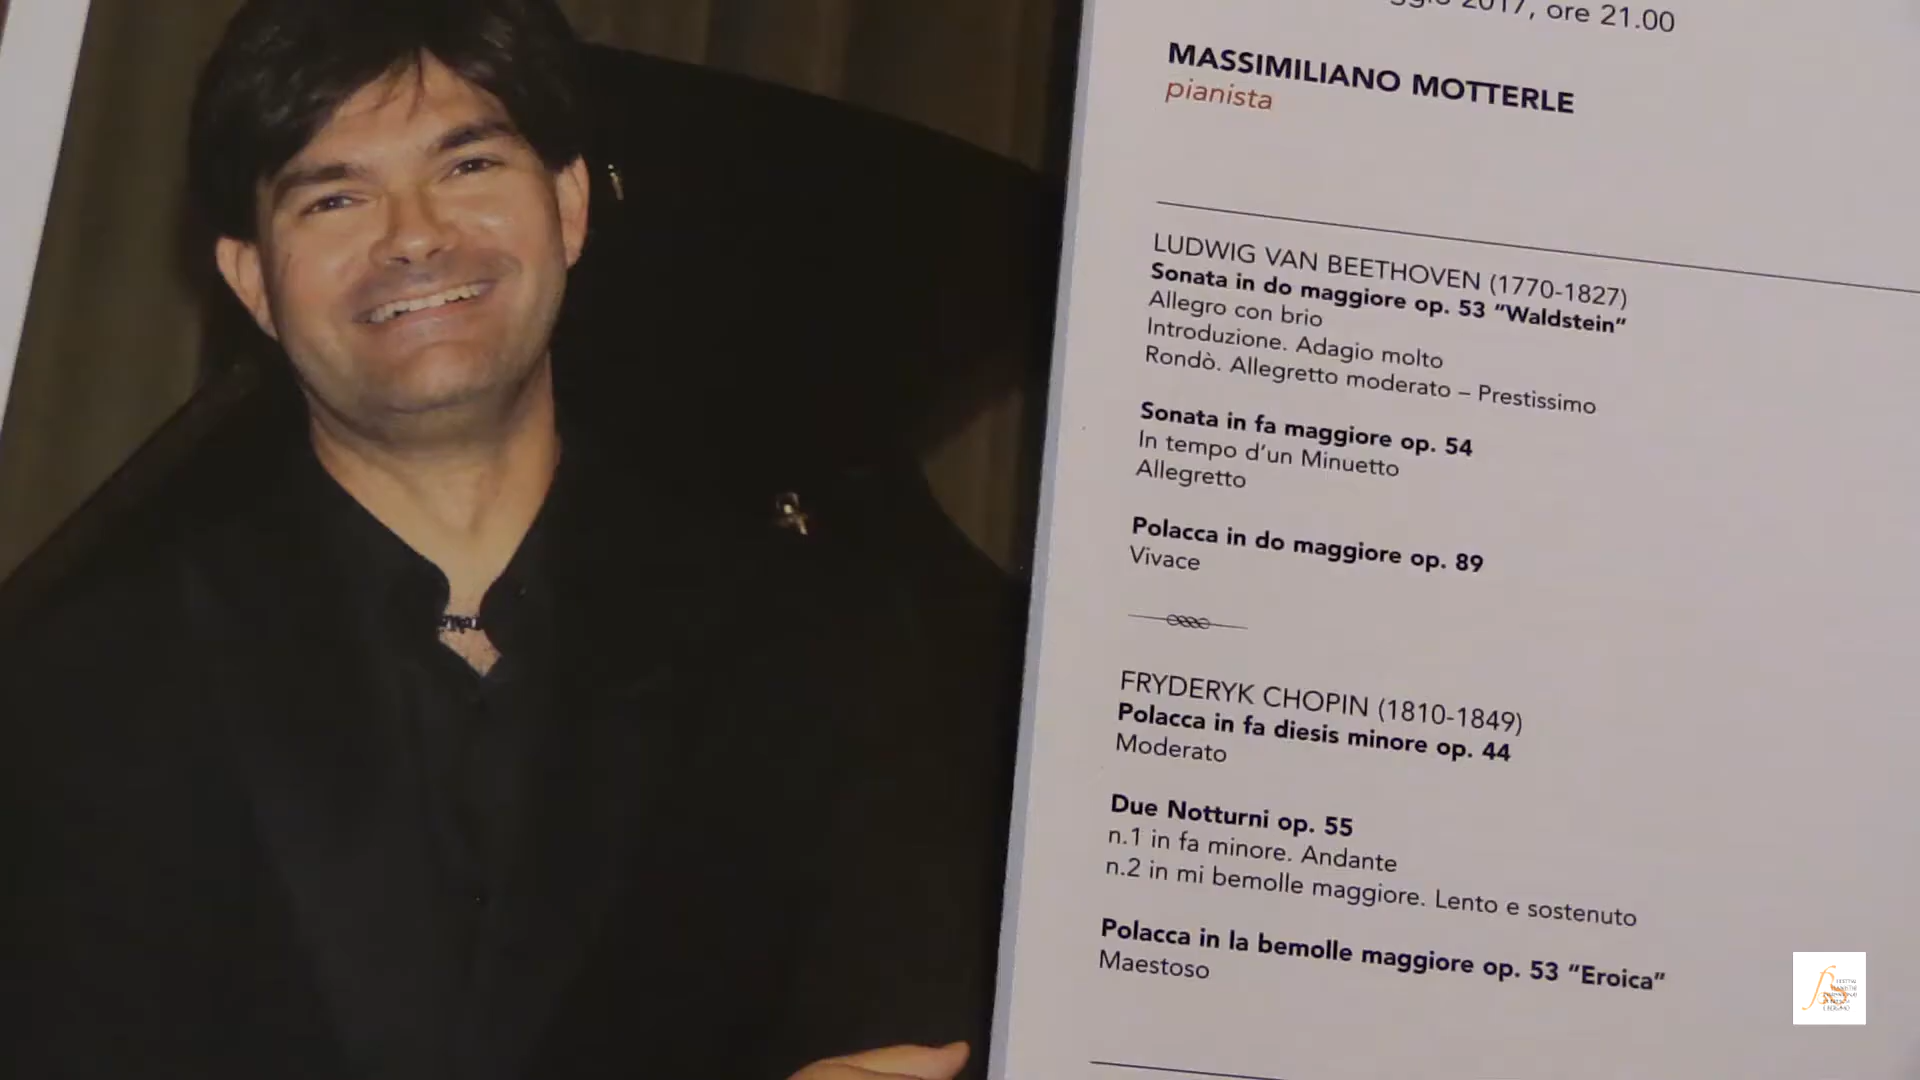 2017, ore 21.00
MASSIMILIANO MOTTERLE
pianista
LUDWIG VAN BEETHOVEN (1770-1827)
Sonata in do maggiore op. 53 "Waldstein"
Allegro con brio
Introduzione. Adagio molto
Rondò. Allegretto moderato – Prestissimo
Sonata in fa maggiore op. 54
In tempo d'un Minuetto
Allegretto
Polacca in do maggiore op. 89
Vivace
FRYDERYK CHOPIN (1810-1849)
Polacca in fa diesis minore op. 44
Moderato
Due Notturni op. 55
n.1 in fa minore. Andante
n.2 in mi bemolle maggiore. Lento e sostenuto
Polacca in la bemolle maggiore op. 53 "Eroica"
Maestoso